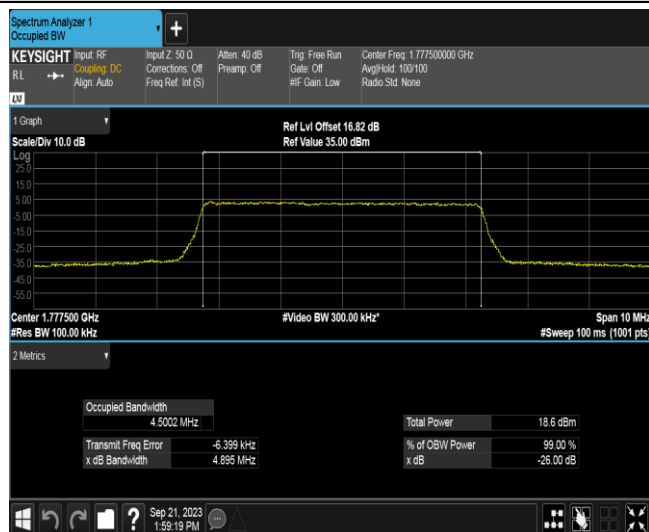 Spectrum Analyzer 1
Occupied BW
+
KEYSIGHT
RL
LXI
Input: RF
Coupling: DC
Align: Auto
Input Z: 50 Ω
Corrections: Off
Freq Ref: Int (S)
Atten: 40 dB
Preamp: Off
Trig: Free Run
Gate: Off
#IF Gain: Low
Center Freq: 1.777500000 GHz
Avg|Hold: 100/100
Radio Std: None
1 Graph
Scale/Div 10.0 dB
Ref Lvl Offset 16.82 dB
Ref Value 35.00 dBm
Log
25.0
15.0
5.00
-5.00
-15.0
-25.0
-35.0
-45.0
-55.0
Center 1.777500 GHz
#Res BW 100.00 kHz
#Video BW 300.00 kHz*
Span 10 MHz
#Sweep 100 ms (1001 pts)
2 Metrics
Occupied Bandwidth
4.5002 MHz
Transmit Freq Error -6.399 kHz
x dB Bandwidth 4.895 MHz
Total Power 18.6 dBm
% of OBW Power 99.00 %
x dB -26.00 dB
?
Sep 21, 2023
1:59:19 PM